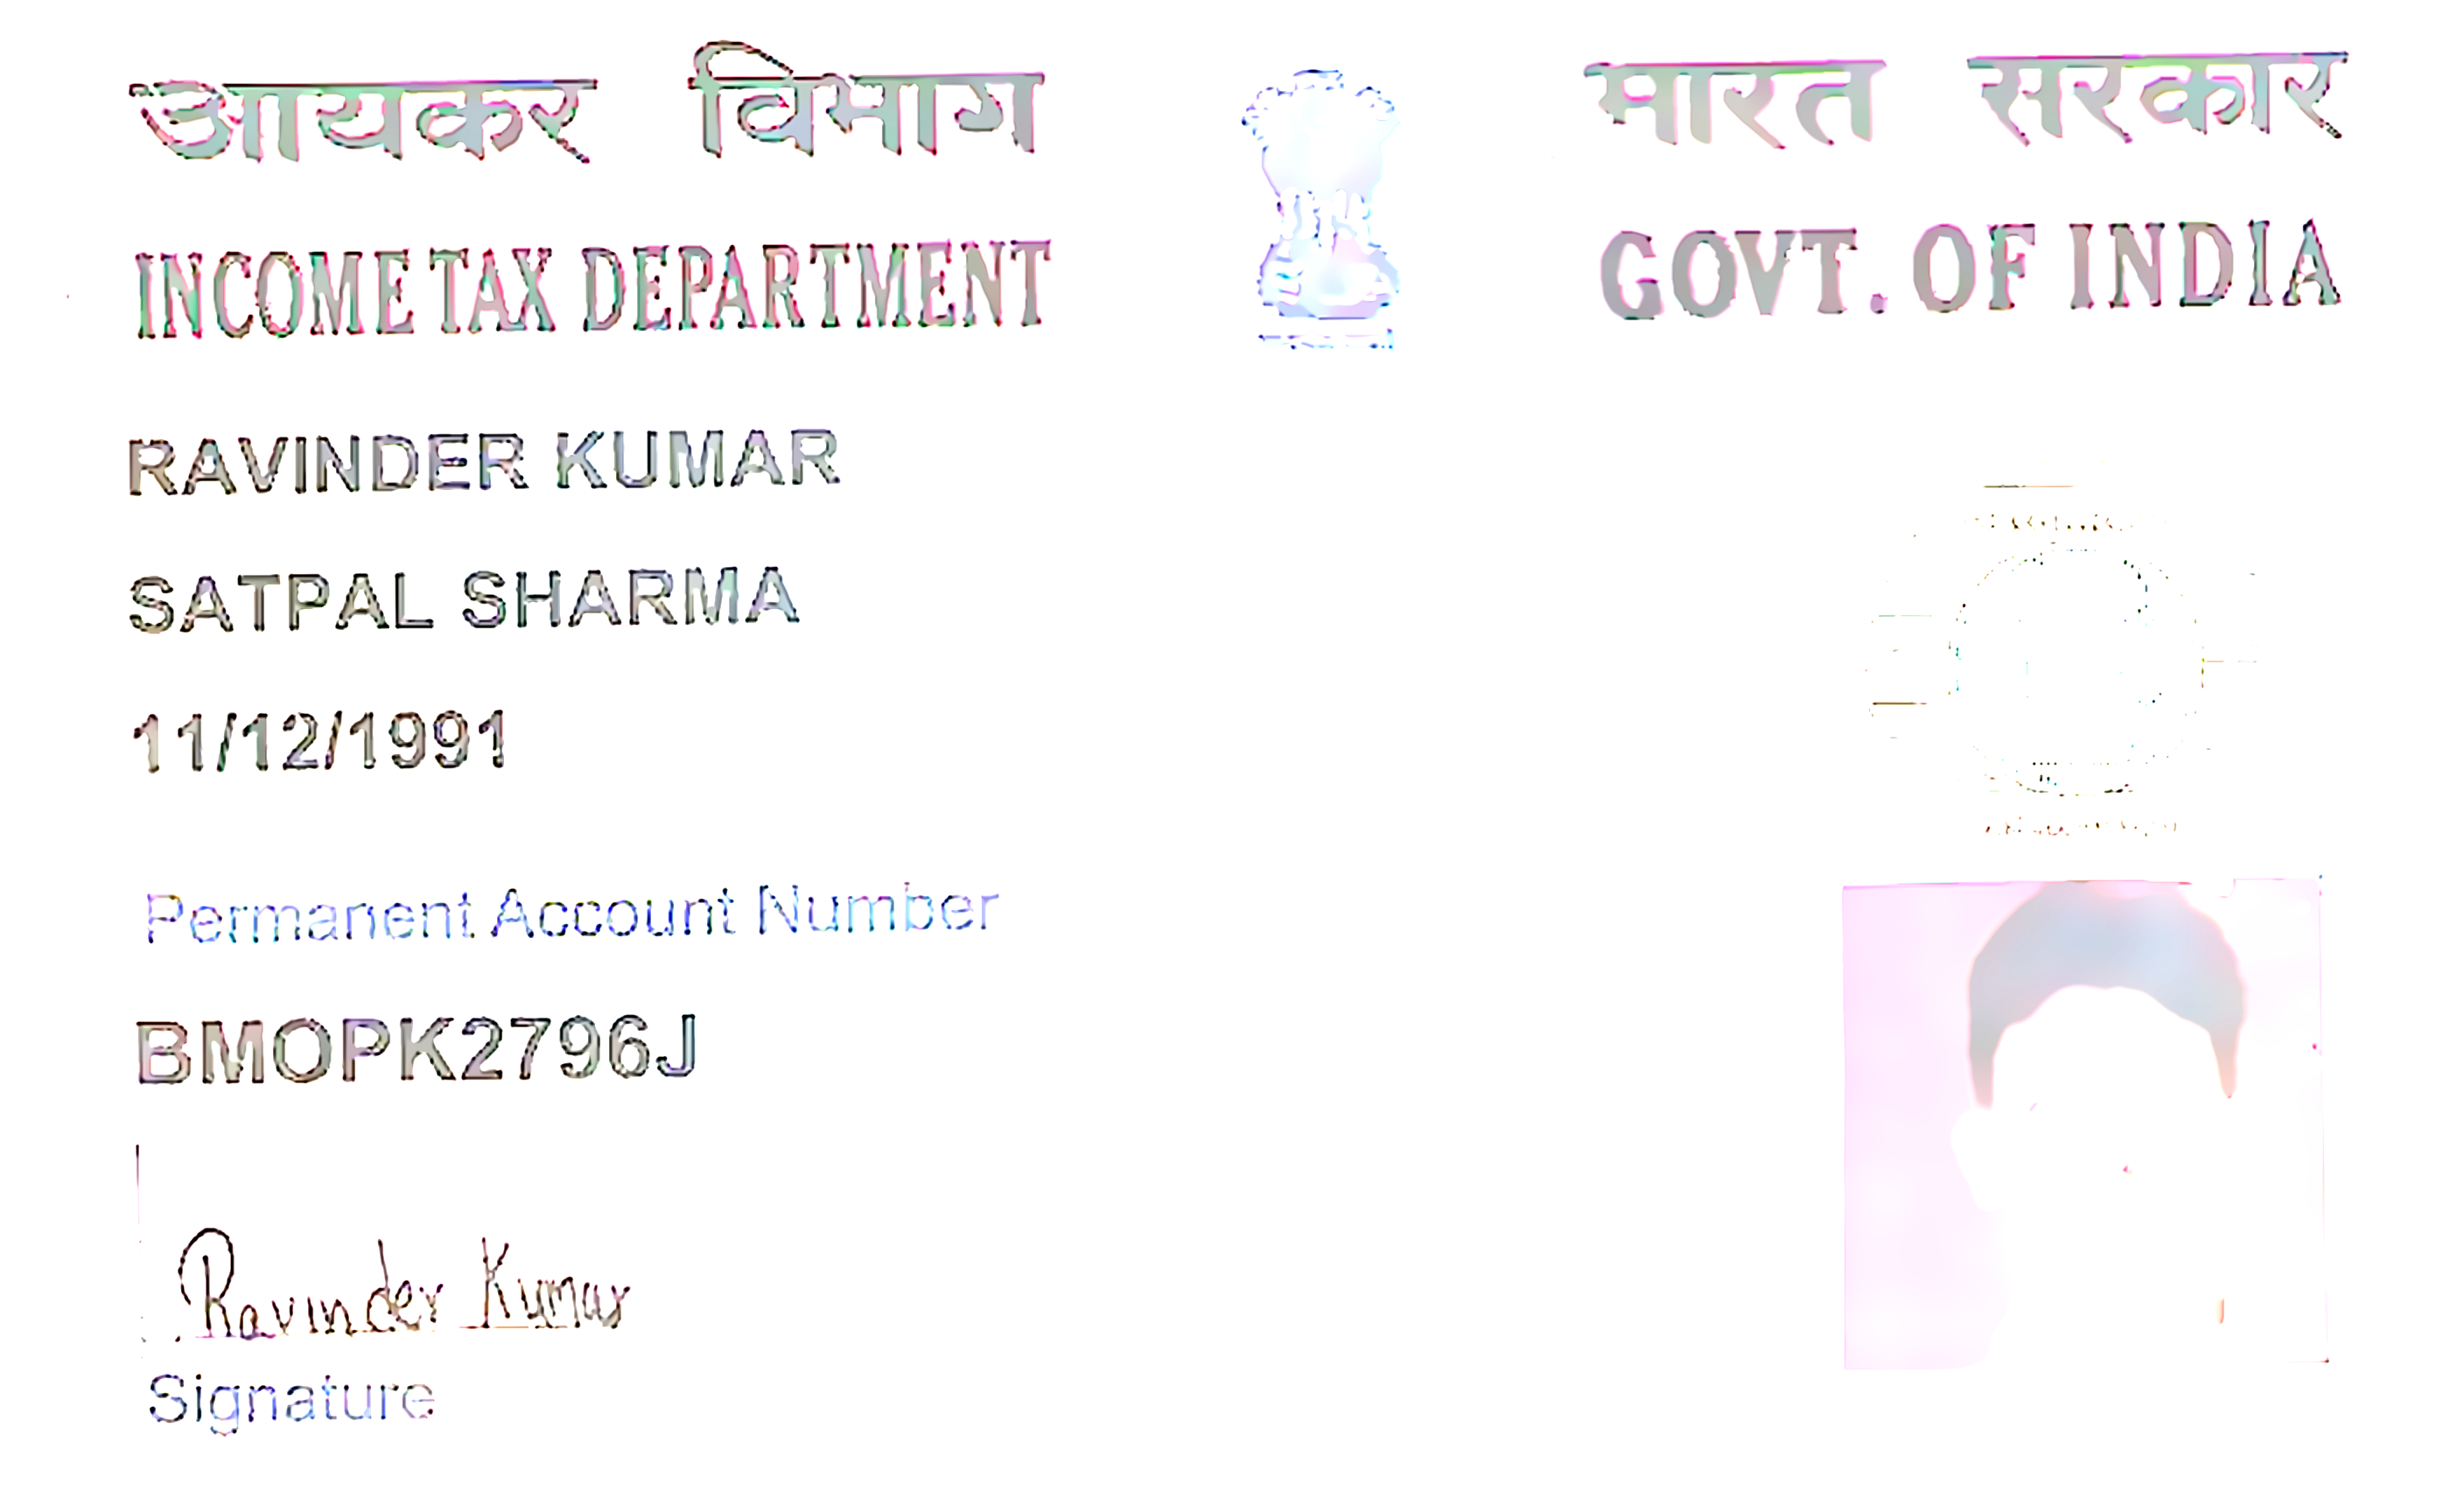 आयकर विभाग
भारत सरकार
INCOME TAX DEPARTMENT
GOVT. OF INDIA
RAVINDER KUMAR
SATPAL SHARMA
11/12/1991
Permanent Account Number
BMOPK2796J
Ravinder Kumar
Signature